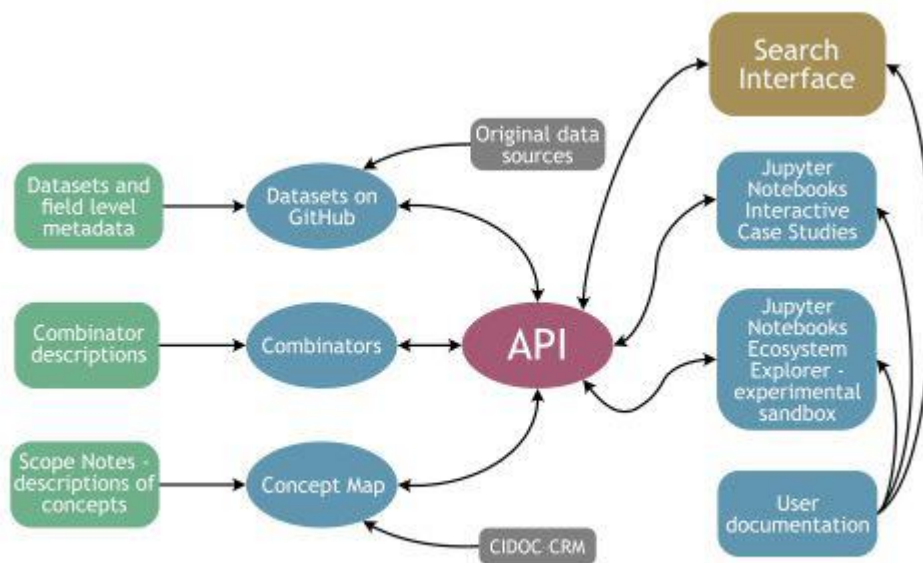 Search
Interface
Original data
sources
Datasets and
field level
metadata
Datasets on
GitHub
Jupyter
Notebooks
Interactive
Case Studies
Combinator
descriptions
Combinators
API
Jupyter
Notebooks
Ecosystem
Explorer -
experimental
sandbox
Scope Notes -
descriptions of
concepts
Concept Map
User
documentation
CIDOC CRM